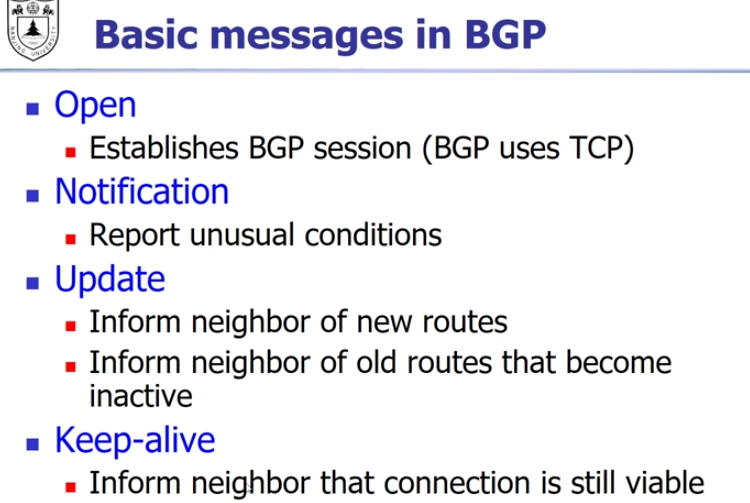 Basic messages in BGP
Open
Establishes BGP session (BGP uses TCP)
Notification
Report unusual conditions
Update
Inform neighbor of new routes
Inform neighbor of old routes that become
inactive
Keep-alive
Inform neighbor that connection is still viable